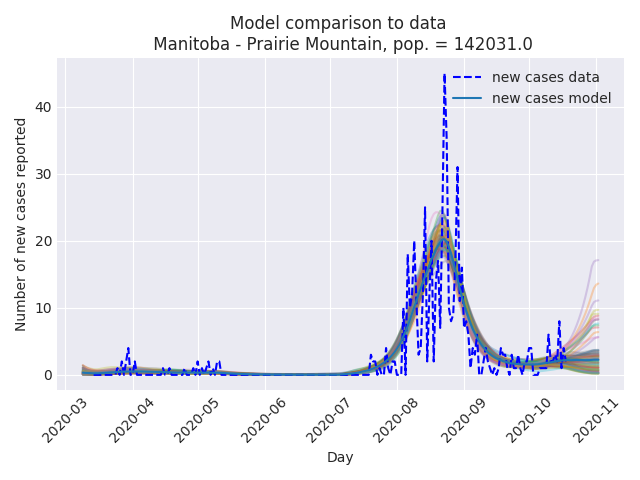 Model comparison to data
Manitoba - Prairie Mountain, pop. = 142031.0
new cases data
new cases model
Number of new cases reported
40
30
20
10
0
2020-03
2020-04
2020-05
2020-06
2020-07
2020-08
2020-09
2020-10
2020-11
Day